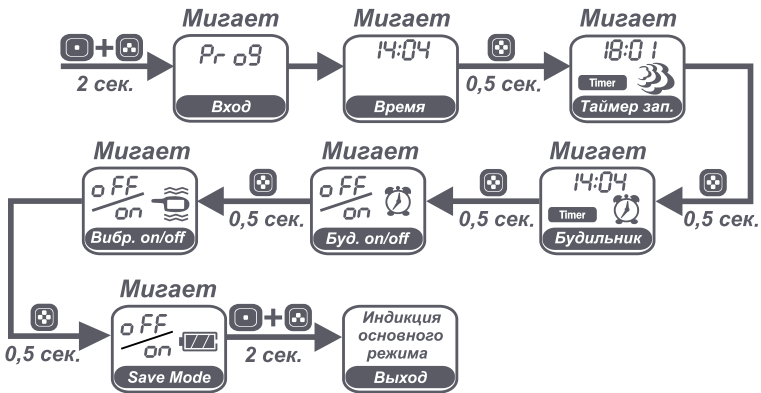 Мигает
Мигает
Мигает
2 сек.
Pr og
Вход
14:04
Время
0,5 сек.
18:01
Timer
Таймер зап.
Мигает
Мигает
Мигает
oFF
on
Вибр. on/off
0,5 сек.
oFF
on
Буд. on/off
0,5 сек.
14:04
Timer
Будильник
0,5 сек.
Мигает
0,5 сек.
oFF
on
Save Mode
+
2 сек.
Индикция
основного
режима
Выход